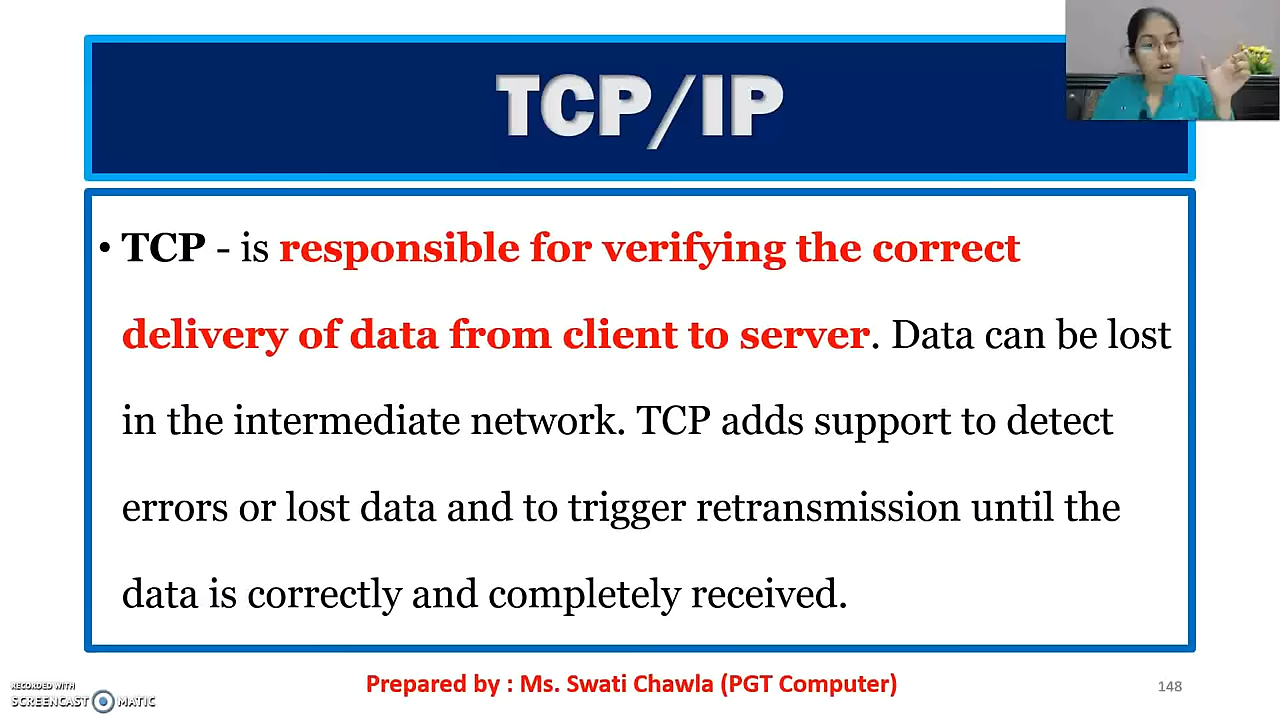 TCP/IP
• TCP - is responsible for verifying the correct
delivery of data from client to server. Data can be lost
in the intermediate network. TCP adds support to detect
errors or lost data and to trigger retransmission until the
data is correctly and completely received.
Prepared by : Ms. Swati Chawla (PGT Computer)
148
RECORDED WITH
SCREENCAST MATIC